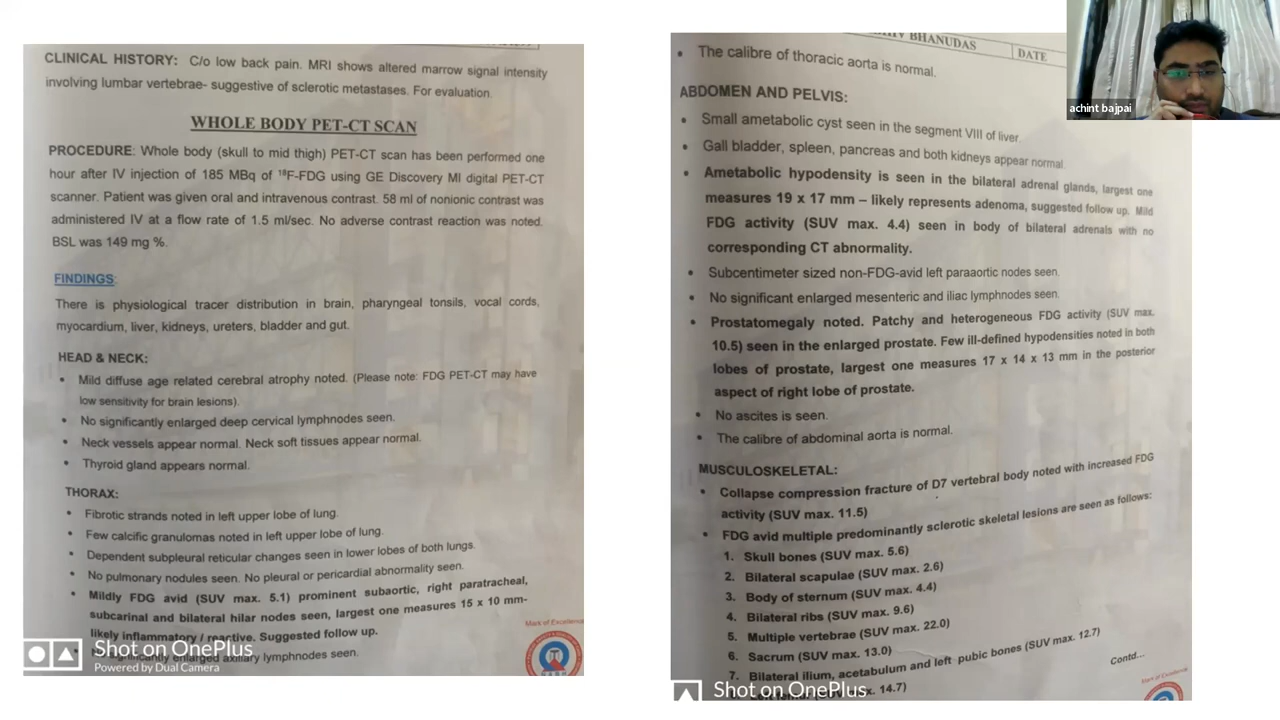 CLINICAL HISTORY: C/o low back pain. MRI shows altered marrow signal intensity
involving lumbar vertebrae- suggestive of sclerotic metastases. For evaluation.
WHOLE BODY PET-CT SCAN
PROCEDURE: Whole body (skull to mid thigh) PET-CT scan has been performed one
hour after IV injection of 185 MBq of ¹⁸F-FDG using GE Discovery MI digital PET-CT
scanner. Patient was given oral and intravenous contrast. 58 ml of nonionic contrast was
administered IV at a flow rate of 1.5 ml/sec. No adverse contrast reaction was noted.
BSL was 149 mg %.
FINDINGS:
There is physiological tracer distribution in brain, pharyngeal tonsils, vocal cords,
myocardium, liver, kidneys, ureters, bladder and gut.
HEAD & NECK:
• Mild diffuse age related cerebral atrophy noted. (Please note: FDG PET-CT may have
low sensitivity for brain lesions).
• No significantly enlarged deep cervical lymphnodes seen.
• Neck vessels appear normal. Neck soft tissues appear normal.
• Thyroid gland appears normal.
THORAX:
• Fibrotic strands noted in left upper lobe of lung.
• Few calcific granulomas noted in left upper lobe of lung.
• Dependent subpleural reticular changes seen in lower lobes of both lungs.
• No pulmonary nodules seen. No pleural or pericardial abnormality seen.
• Mildly FDG avid (SUV max. 5.1) prominent subaortic, right paratracheal,
subcarinal and bilateral hilar nodes seen, largest one measures 15 x 10 mm-
likely inflammatory / reactive. Suggested follow up.
enlarged axillary lymphnodes seen.
Mark of Excellence
Shot on OnePlus
Powered by Dual Camera
BHANUDAS
DATE
• The calibre of thoracic aorta is normal.
ABDOMEN AND PELVIS:
• Small ametabolic cyst seen in the segment VIII of liver.
• Gall bladder, spleen, pancreas and both kidneys appear normal.
• Ametabolic hypodensity is seen in the bilateral adrenal glands, largest one
measures 19 x 17 mm – likely represents adenoma, suggested follow up. Mild
FDG activity (SUV max. 4.4) seen in body of bilateral adrenals with no
corresponding CT abnormality.
• Subcentimeter sized non-FDG-avid left paraaortic nodes seen.
• No significant enlarged mesenteric and iliac lymphnodes seen.
• Prostatomegaly noted. Patchy and heterogeneous FDG activity (SUV max.
10.5) seen in the enlarged prostate. Few ill-defined hypodensities noted in both
lobes of prostate, largest one measures 17 x 14 x 13 mm in the posterior
aspect of right lobe of prostate.
• No ascites is seen.
• The calibre of abdominal aorta is normal.
MUSCULOSKELETAL:
• Collapse compression fracture of D7 vertebral body noted with increased FDG
activity (SUV max. 11.5)
• FDG avid multiple predominantly sclerotic skeletal lesions are seen as follows:
1. Skull bones (SUV max. 5.6)
2. Bilateral scapulae (SUV max. 2.6)
3. Body of sternum (SUV max. 4.4)
4. Bilateral ribs (SUV max. 9.6)
5. Multiple vertebrae (SUV max. 22.0)
6. Sacrum (SUV max. 13.0)
7. Bilateral ilium, acetabulum and left pubic bones (SUV max. 12.7)
14.7)
Contd...
Mark of Excellence
Shot on OnePlus
achint bajpai